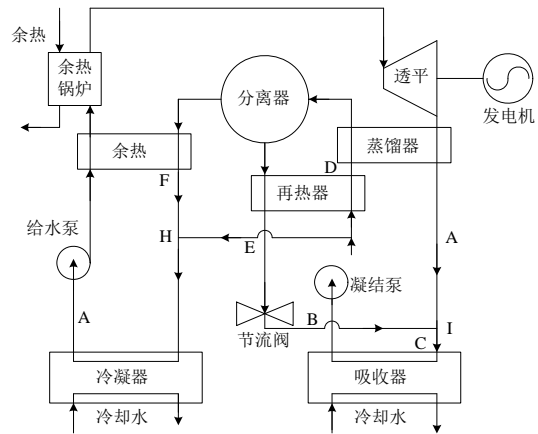 余热
余热
锅炉
透平
发电机
分离器
蒸馏器
余热
F
D
再热器
给水泵
H
E
A
A
凝结泵
B
I
节流阀
C
冷凝器
吸收器
冷却水
冷却水